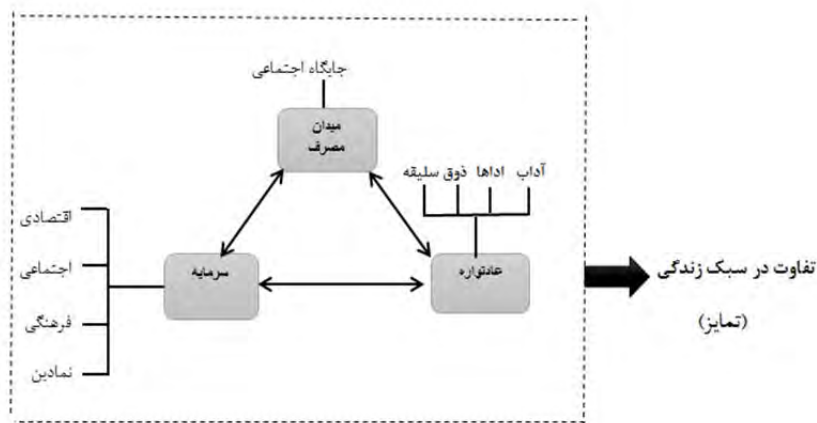 جایگاه اجتماعی
میدان
مصرف
آداب اداها ذوق سلیقه
عادتواره
سرمایه
اقتصادی
اجتماعی
فرهنگی
نمادین
تفاوت در سبک زندگی
(تمایز)